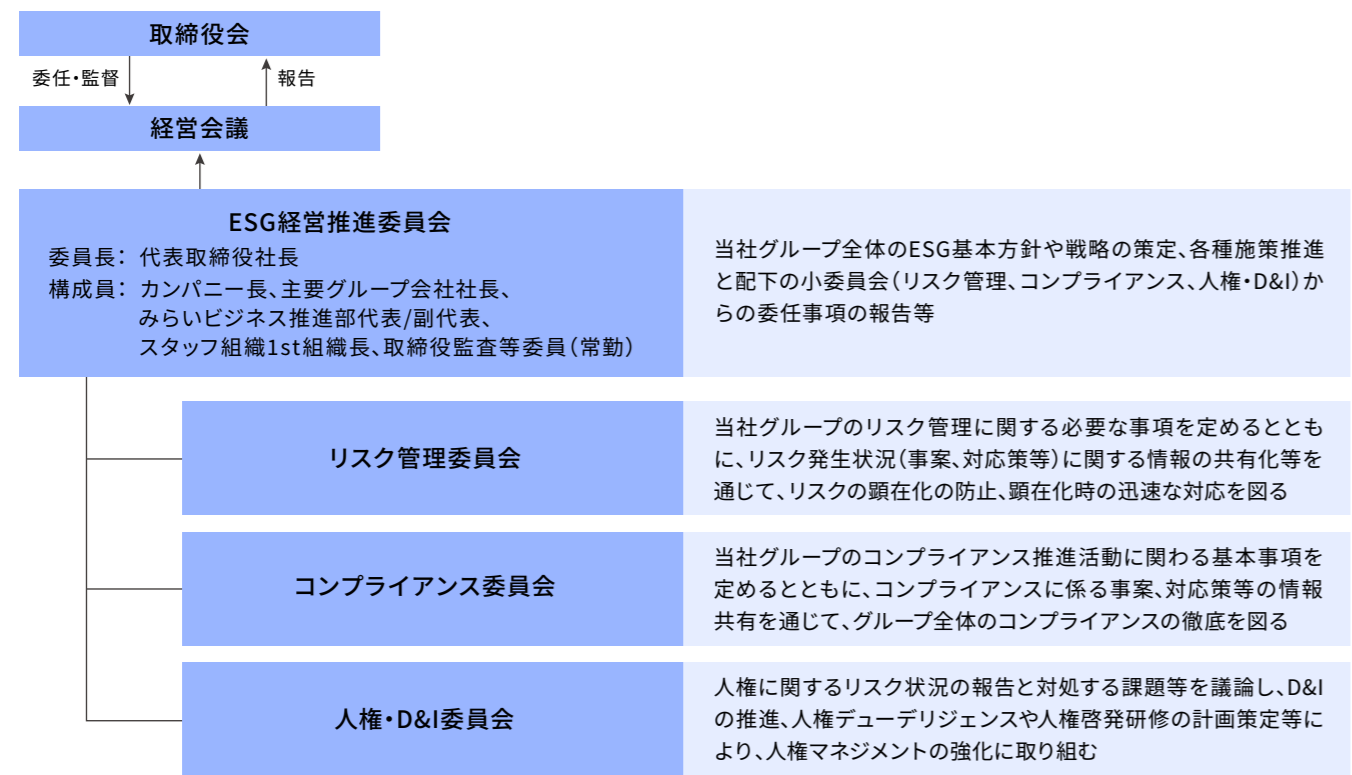 取締役会
委任・監督
報告
経営会議
ESG経営推進委員会
委員長： 代表取締役社長
構成員： カンパニー長、主要グループ会社社長、
みらいビジネス推進部代表/副代表、
スタッフ組織1st組織長、取締役監査等委員（常勤）
当社グループ全体のESG基本方針や戦略の策定、各種施策推進
と配下の小委員会（リスク管理、コンプライアンス、人権・D&I）か
らの委任事項の報告等
リスク管理委員会
当社グループのリスク管理に関する必要な事項を定めるととも
に、リスク発生状況（事案、対応策等）に関する情報の共有化等を
通じて、リスクの顕在化の防止、顕在化時の迅速な対応を図る
コンプライアンス委員会
当社グループのコンプライアンス推進活動に関わる基本事項を
定めるとともに、コンプライアンスに係る事案、対応策等の情報
共有を通じて、グループ全体のコンプライアンスの徹底を図る
人権・D&I委員会
人権に関するリスク状況の報告と対処する課題等を議論し、D&I
の推進、人権デューデリジェンスや人権啓発研修の計画策定等に
より、人権マネジメントの強化に取り組む